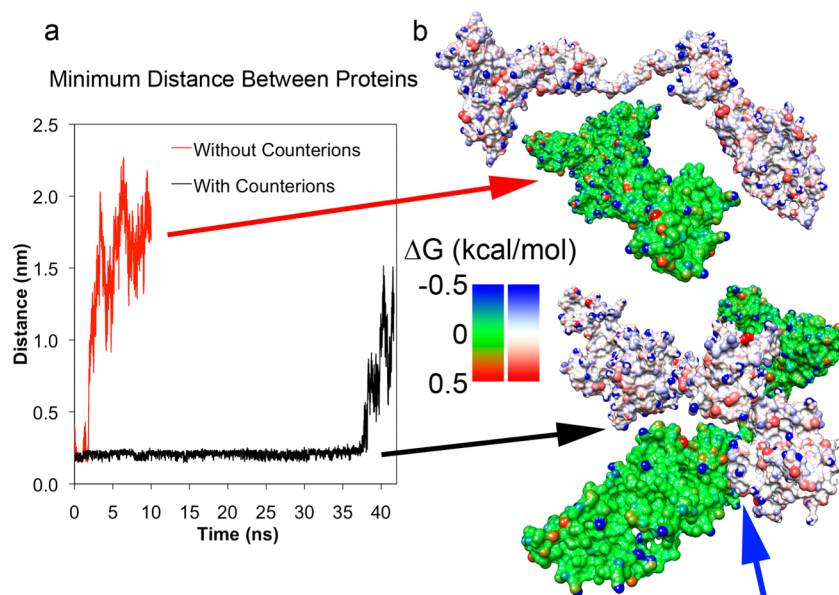 a
b
Minimum Distance Between Proteins
2.5
2.0
1.5
1.0
0.5
0.0
Distance (nm)
Without Counterions
With Counterions
0 5 10 15 20 25 30 35 40
Time (ns)
ΔG (kcal/mol)
-0.5
0
0.5